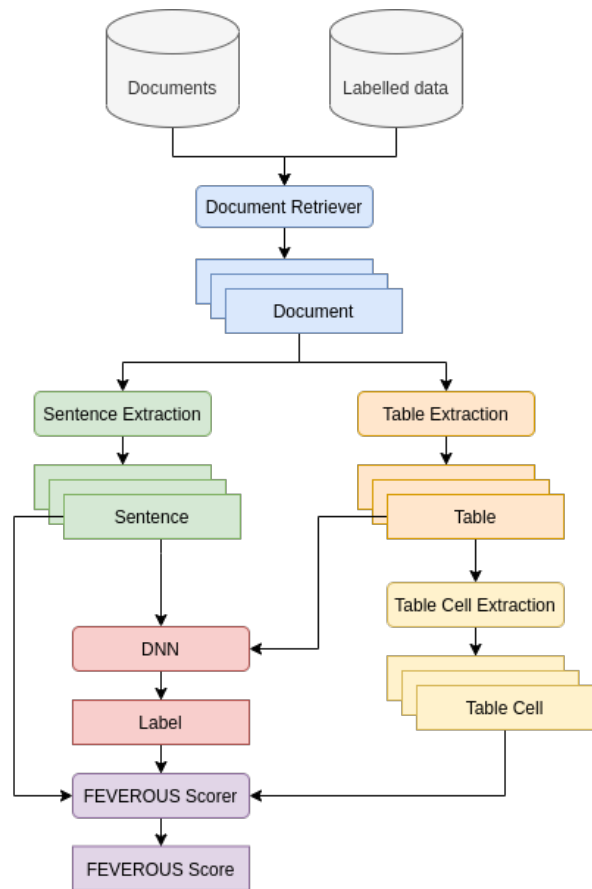 Documents
Labelled data
Document Retriever
Document
Sentence Extraction
Table Extraction
Sentence
Table
Table Cell Extraction
DNN
Table Cell
Label
FEVEROUS Scorer
FEVEROUS Score